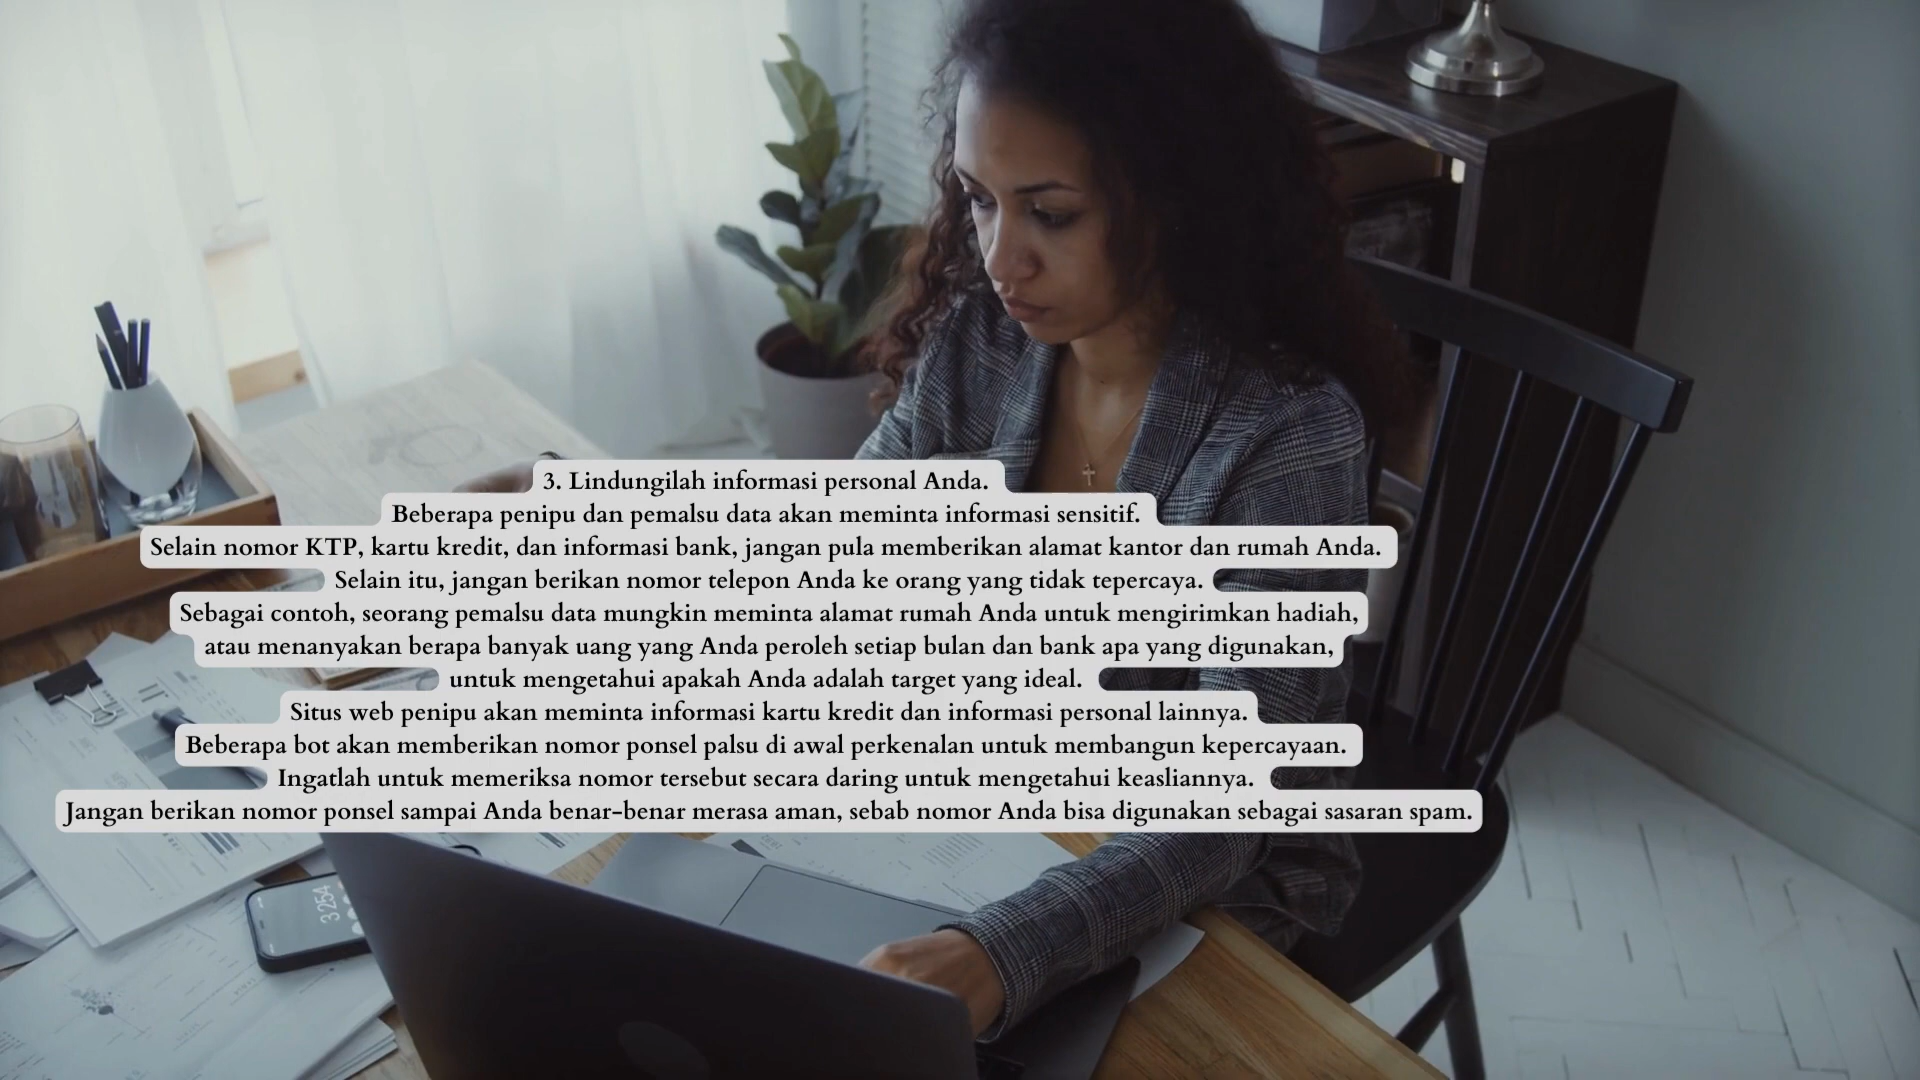 3. Lindungilah informasi personal Anda.
Beberapa penipu dan pemalsu data akan meminta informasi sensitif.
Selain nomor KTP, kartu kredit, dan informasi bank, jangan pula memberikan alamat kantor dan rumah Anda.
Selain itu, jangan berikan nomor telepon Anda ke orang yang tidak tepercaya.
Sebagai contoh, seorang pemalsu data mungkin meminta alamat rumah Anda untuk mengirimkan hadiah,
atau menanyakan berapa banyak uang yang Anda peroleh setiap bulan dan bank apa yang digunakan,
untuk mengetahui apakah Anda adalah target yang ideal.
Situs web penipu akan meminta informasi kartu kredit dan informasi personal lainnya.
Beberapa bot akan memberikan nomor ponsel palsu di awal perkenalan untuk membangun kepercayaan.
Ingatlah untuk memeriksa nomor tersebut secara daring untuk mengetahui keasliannya.
Jangan berikan nomor ponsel sampai Anda benar-benar merasa aman, sebab nomor Anda bisa digunakan sebagai sasaran spam.
3254